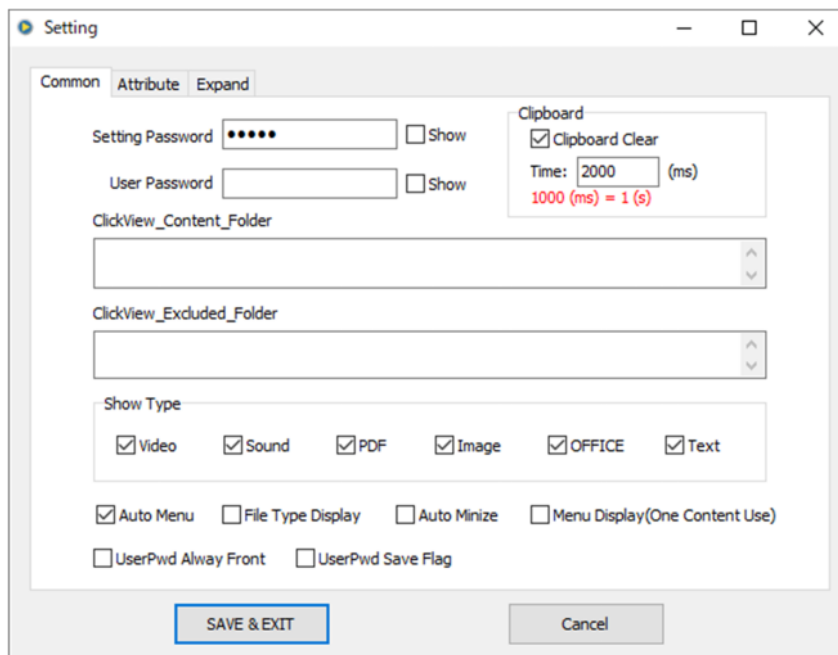 Setting
Common Attribute Expand
Setting Password ••••• Show
User Password Show
Clipboard
Clipboard Clear
Time: 2000 (ms)
1000 (ms) = 1 (s)
ClickView_Content_Folder
ClickView_Excluded_Folder
Show Type
Video Sound PDF Image OFFICE Text
Auto Menu File Type Display Auto Minize Menu Display(One Content Use)
UserPwd Alway Front UserPwd Save Flag
SAVE & EXIT Cancel